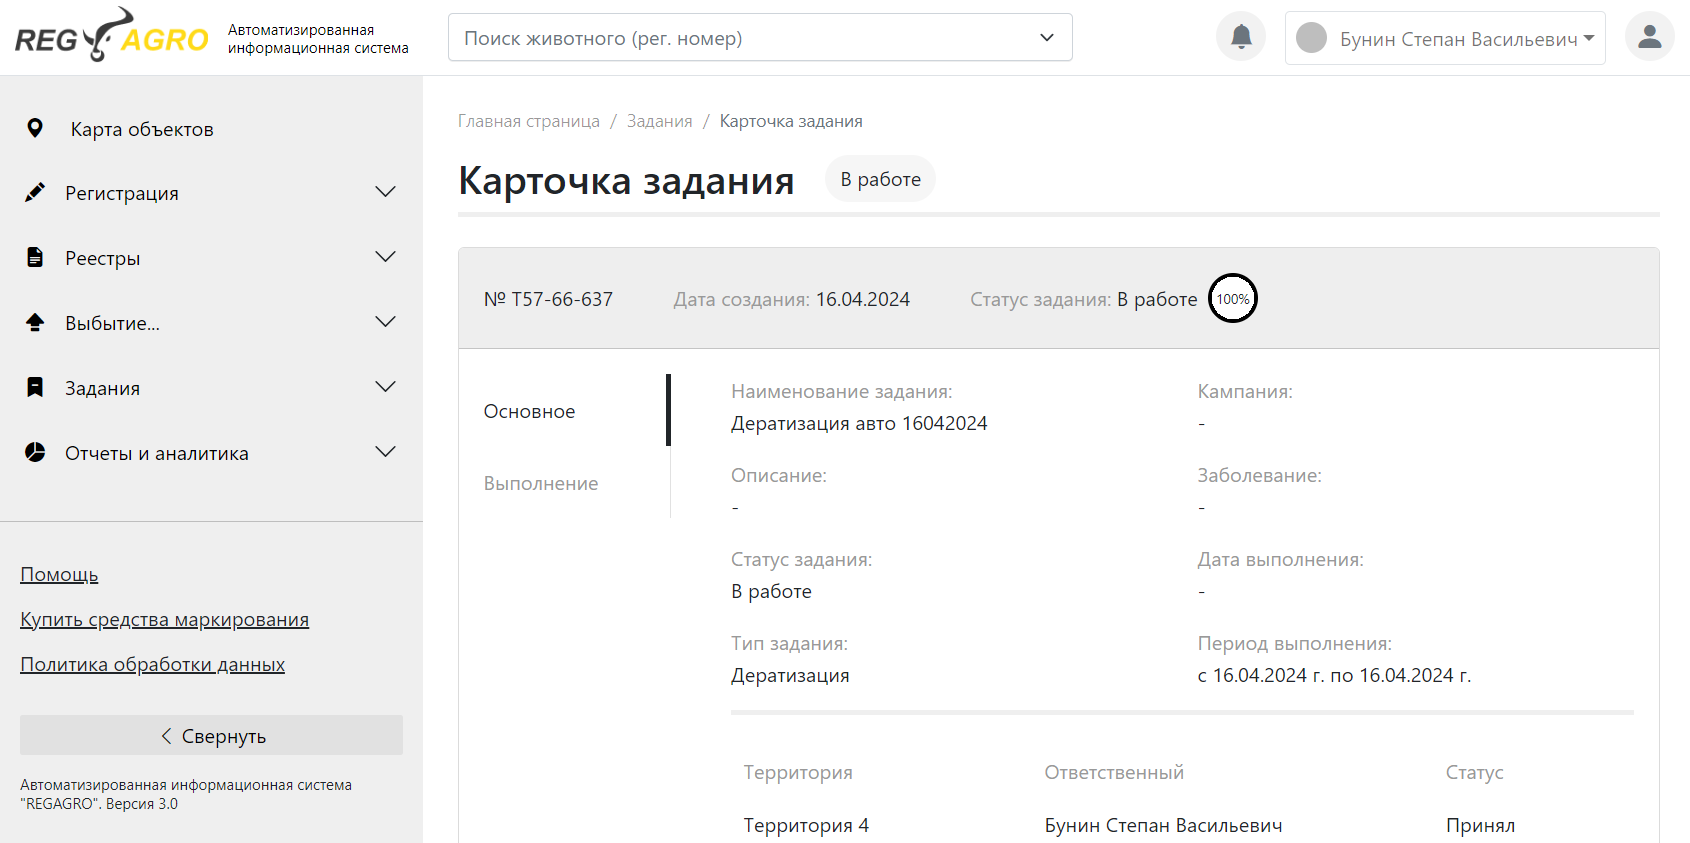 REG AGRO
Автоматизированная
информационная система
Поиск животного (рег. номер)
Бунин Степан Васильевич
Карта объектов
Регистрация
Реестры
Выбытие...
Задания
Отчеты и аналитика
Помощь
Купить средства маркирования
Политика обработки данных
Свернуть
Автоматизированная информационная система
"REGAGRO". Версия 3.0
Главная страница / Задания / Карточка задания
Карточка задания
В работе
№ Т57-66-637 Дата создания: 16.04.2024 Статус задания: В работе 100%
Основное
Выполнение
Наименование задания: Кампания:
Дератизация авто 16042024 -
Описание: Заболевание:
- -
Статус задания: Дата выполнения:
В работе -
Тип задания: Период выполнения:
Дератизация с 16.04.2024 г. по 16.04.2024 г.
Территория Ответственный Статус
Территория 4 Бунин Степан Васильевич Принял